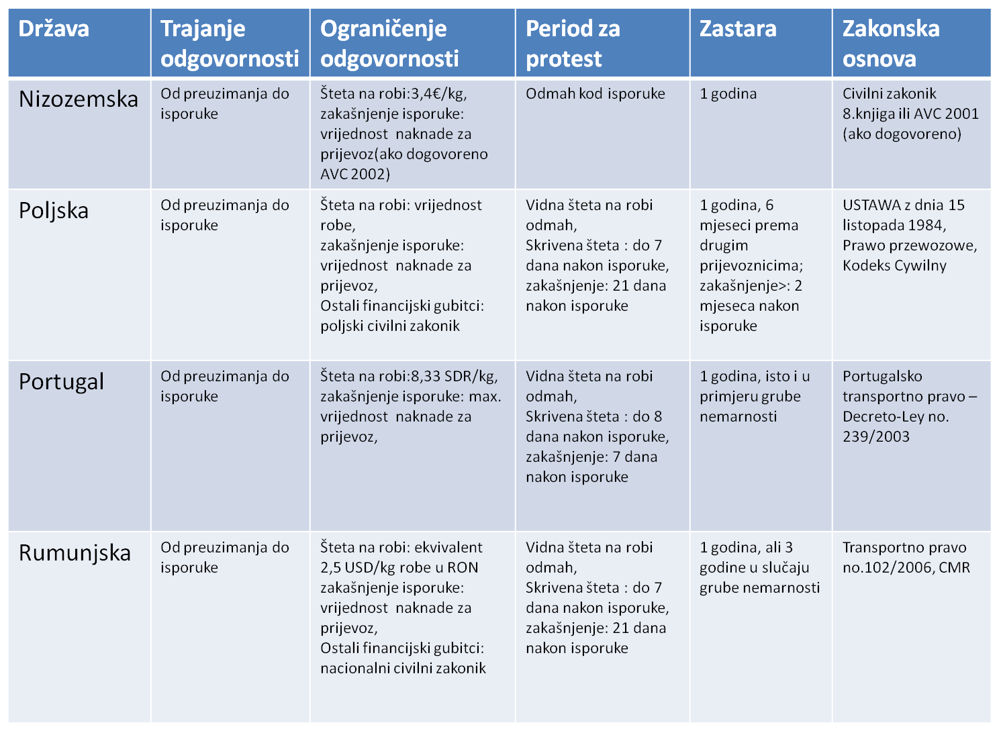 Država
Trajanje
odgovornosti
Ograničenje
odgovornosti
Period za
protest
Zastara
Zakonska
osnova
Nizozemska
Od preuzimanja do
isporuke
Šteta na robi:3,4€/kg,
zakašnjenje isporuke:
vrijednost naknade za
prijevoz(ako dogovoreno
AVC 2002)
Odmah kod isporuke
1 godina
Civilni zakonik
8.knjiga ili AVC 2001
(ako dogovoreno)
Poljska
Od preuzimanja do
isporuke
Šteta na robi: vrijednost
robe,
zakašnjenje isporuke:
vrijednost naknade za
prijevoz,
Ostali financijski gubitci:
poljski civilni zakonik
Vidna šteta na robi
odmah,
Skrivena šteta : do 7
dana nakon isporuke,
zakašnjenje: 21 dana
nakon isporuke
1 godina, 6
mjeseci prema
drugim
prijevoznicima;
zakašnjenje>: 2
mjeseca nakon
isporuke
USTAWA z dnia 15
listopada 1984,
Prawo przewozowe,
Kodeks Cywilny
Portugal
Od preuzimanja do
isporuke
Šteta na robi:8,33 SDR/kg,
zakašnjenje isporuke: max.
vrijednost naknade za
prijevoz,
Vidna šteta na robi
odmah,
Skrivena šteta : do 8
dana nakon isporuke,
zakašnjenje: 7 dana
nakon isporuke
1 godina, isto i u
primjeru grube
nemarnosti
Portugalsko
transportno pravo –
Decreto-Ley no.
239/2003
Rumunjska
Od preuzimanja do
isporuke
Šteta na robi: ekvivalent
2,5 USD/kg robe u RON
zakašnjenje isporuke:
vrijednost naknade za
prijevoz,
Ostali financijski gubitci:
nacionalni civilni zakonik
Vidna šteta na robi
odmah,
Skrivena šteta : do 7
dana nakon isporuke,
zakašnjenje: 21 dana
nakon isporuke
1 godina, ali 3
godine u slučaju
grube nemarnosti
Transportno pravo
no.102/2006, CMR